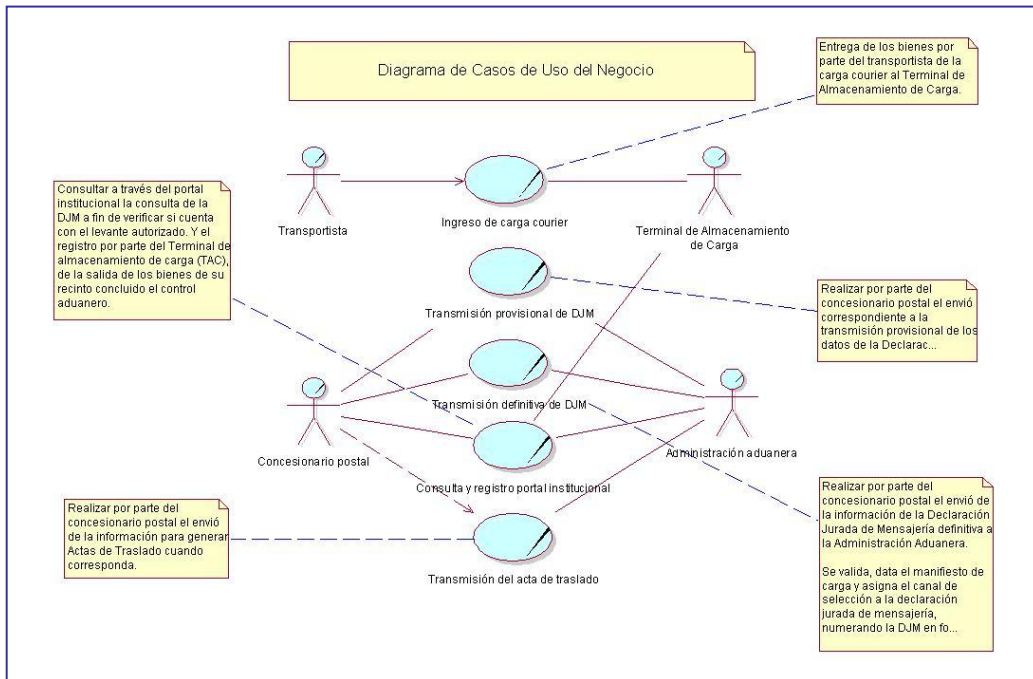 Diagrama de Casos de Uso del Negocio
Entrega de los bienes por
parte del transportista de la
carga courier al Terminal de
Almacenamiento de Carga.
Consultar a través del portal
institucional la consulta de la
DJM a fin de verificar si cuenta
con el levante autorizado. Y el
registro por parte del Terminal de
almacenamiento de carga (TAC),
de la salida de los bienes de su
recinto concluido el control
aduanero.
Transportista
Ingreso de carga courier
Terminal de Almacenamiento
de Carga
Transmisión provisional de DJM
Realizar por parte del
concesionario postal el envió
correspondiente a la
transmisión provisional de los
datos de la Declarac...
Transmisión definitiva de DJM
Concesionario postal
Administración aduanera
Consulta y registro portal institucional
Realizar por parte del
concesionario postal el envió
de la información para generar
Actas de Traslado cuando
corresponda.
Transmisión del acta de traslado
Realizar por parte del
concesionario postal el envió de
la información de la Declaración
Jurada de Mensajería definitiva a
la Administración Aduanera.
Se valida, data el manifiesto de
carga y asigna el canal de
selección a la declaración
jurada de mensajería,
numerando la DJM en fo...